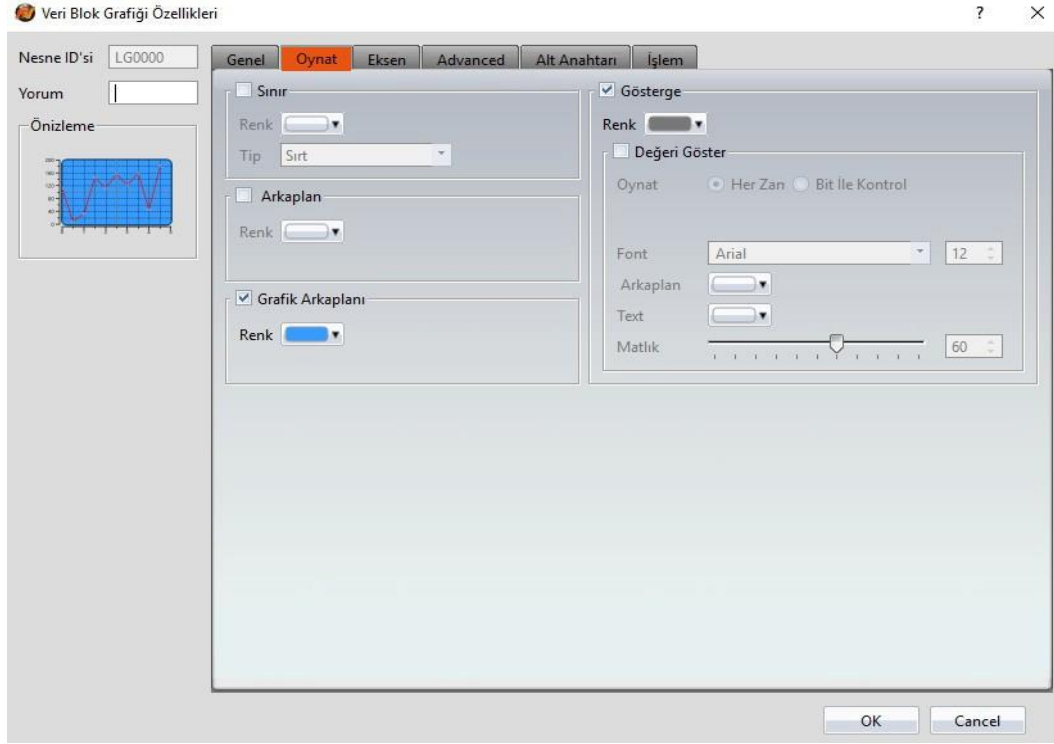 Veri Blok Grafiği Özellikleri
?
Nesne ID'si LG0000
Yorum
Önizleme
Genel Oynat Eksen Advanced Alt Anahtarı İşlem
Sınır
Renk
Tip Sırt
Arkaplan
Renk
Grafik Arkaplanı
Renk
Gösterge
Renk
Değeri Göster
Oynat Her Zan Bit İle Kontrol
Font Arial 12
Arkaplan
Text
Matlık 60
OK Cancel